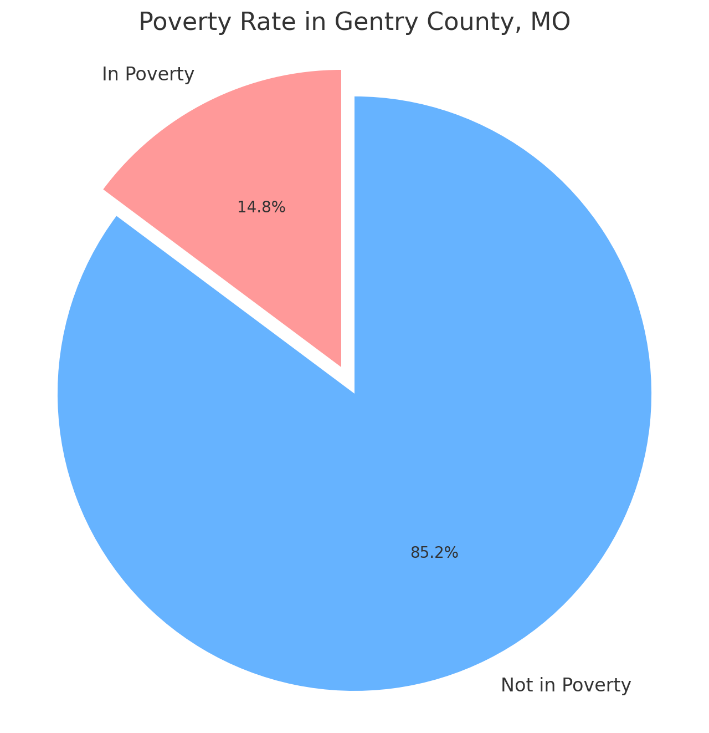 Poverty Rate in Gentry County, MO
In Poverty
14.8%
85.2%
Not in Poverty